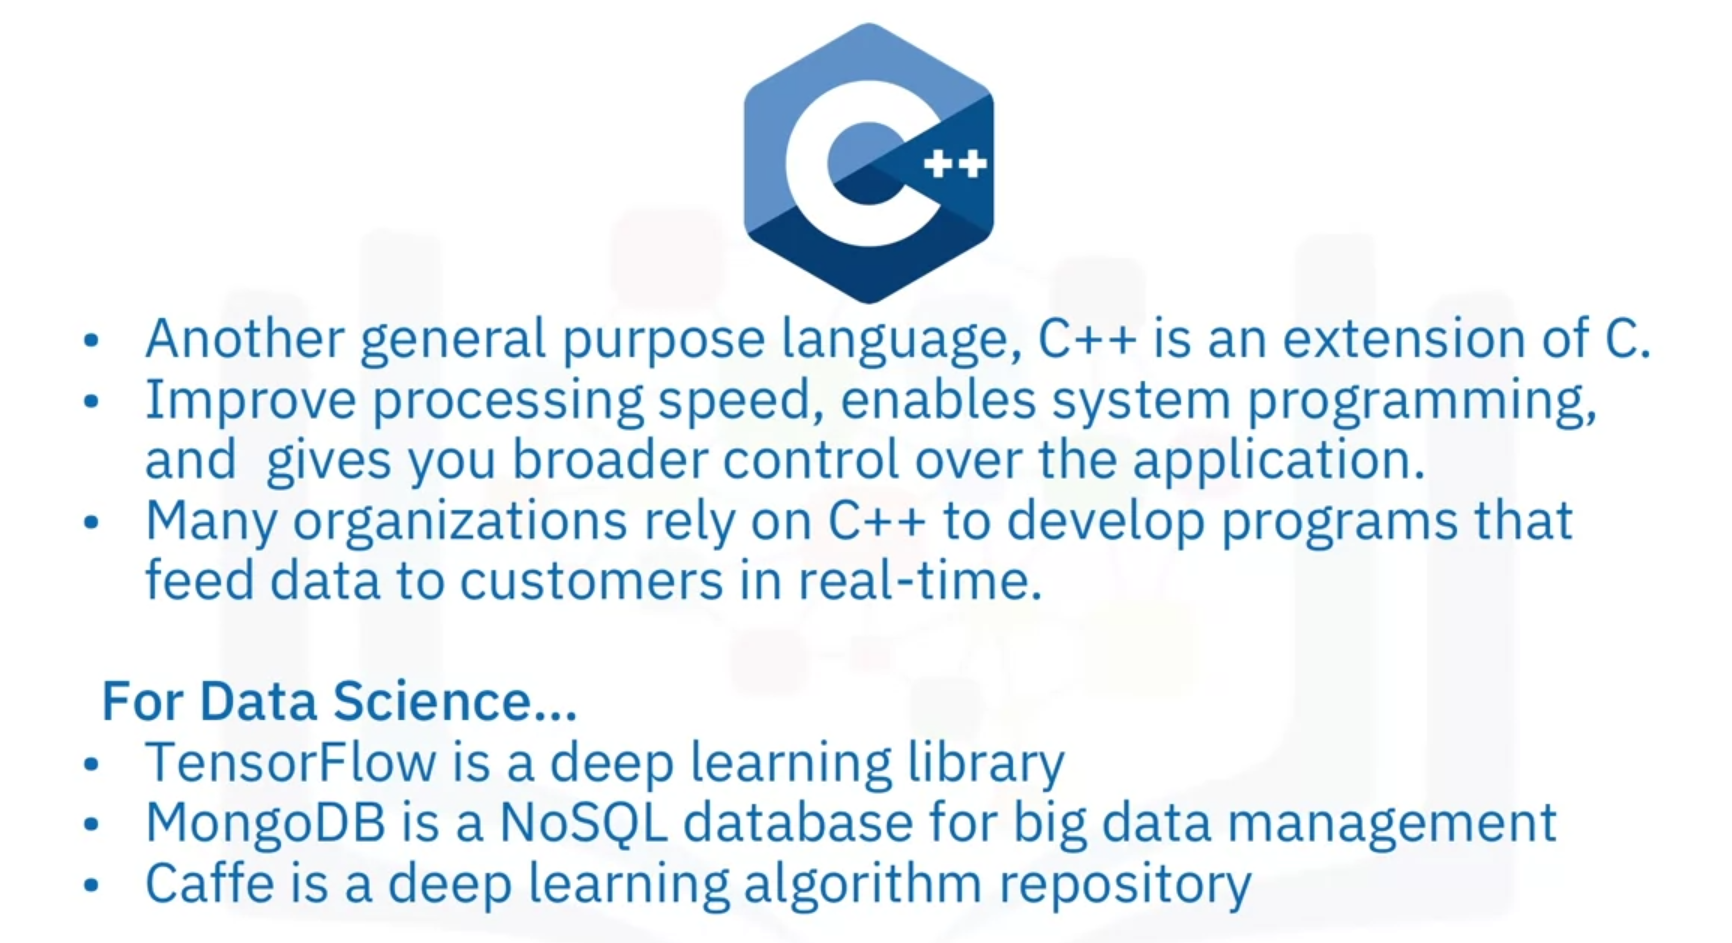 C++
• Another general purpose language, C++ is an extension of C.
• Improve processing speed, enables system programming,
and  gives you broader control over the application.
• Many organizations rely on C++ to develop programs that
feed data to customers in real-time.
For Data Science...
• TensorFlow is a deep learning library
• MongoDB is a NoSQL database for big data management
• Caffe is a deep learning algorithm repository